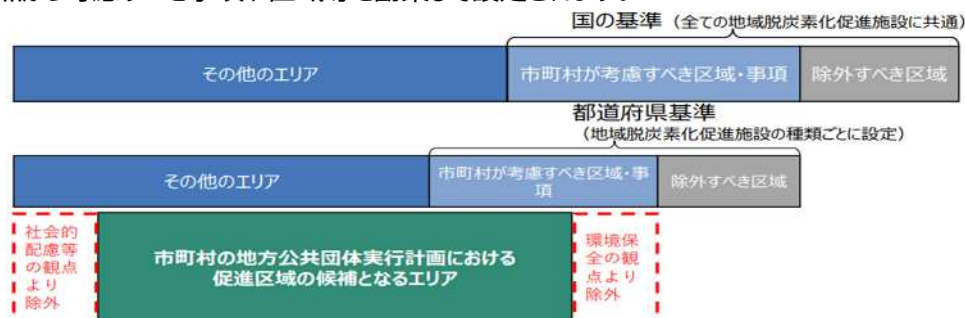 国の基準（全ての地域脱炭素化促進施設に共通）
その他のエリア
市町村が考慮すべき区域・事項
除外すべき区域
都道府県基準
（地域脱炭素化促進施設の種類ごとに設定）
その他のエリア
市町村が考慮すべき区域・事
項
除外すべき区域
社会的
配慮等
の観点
より
除外
市町村の地方公共団体実行計画における
促進区域の候補となるエリア
環境保
全の観
点より
除外